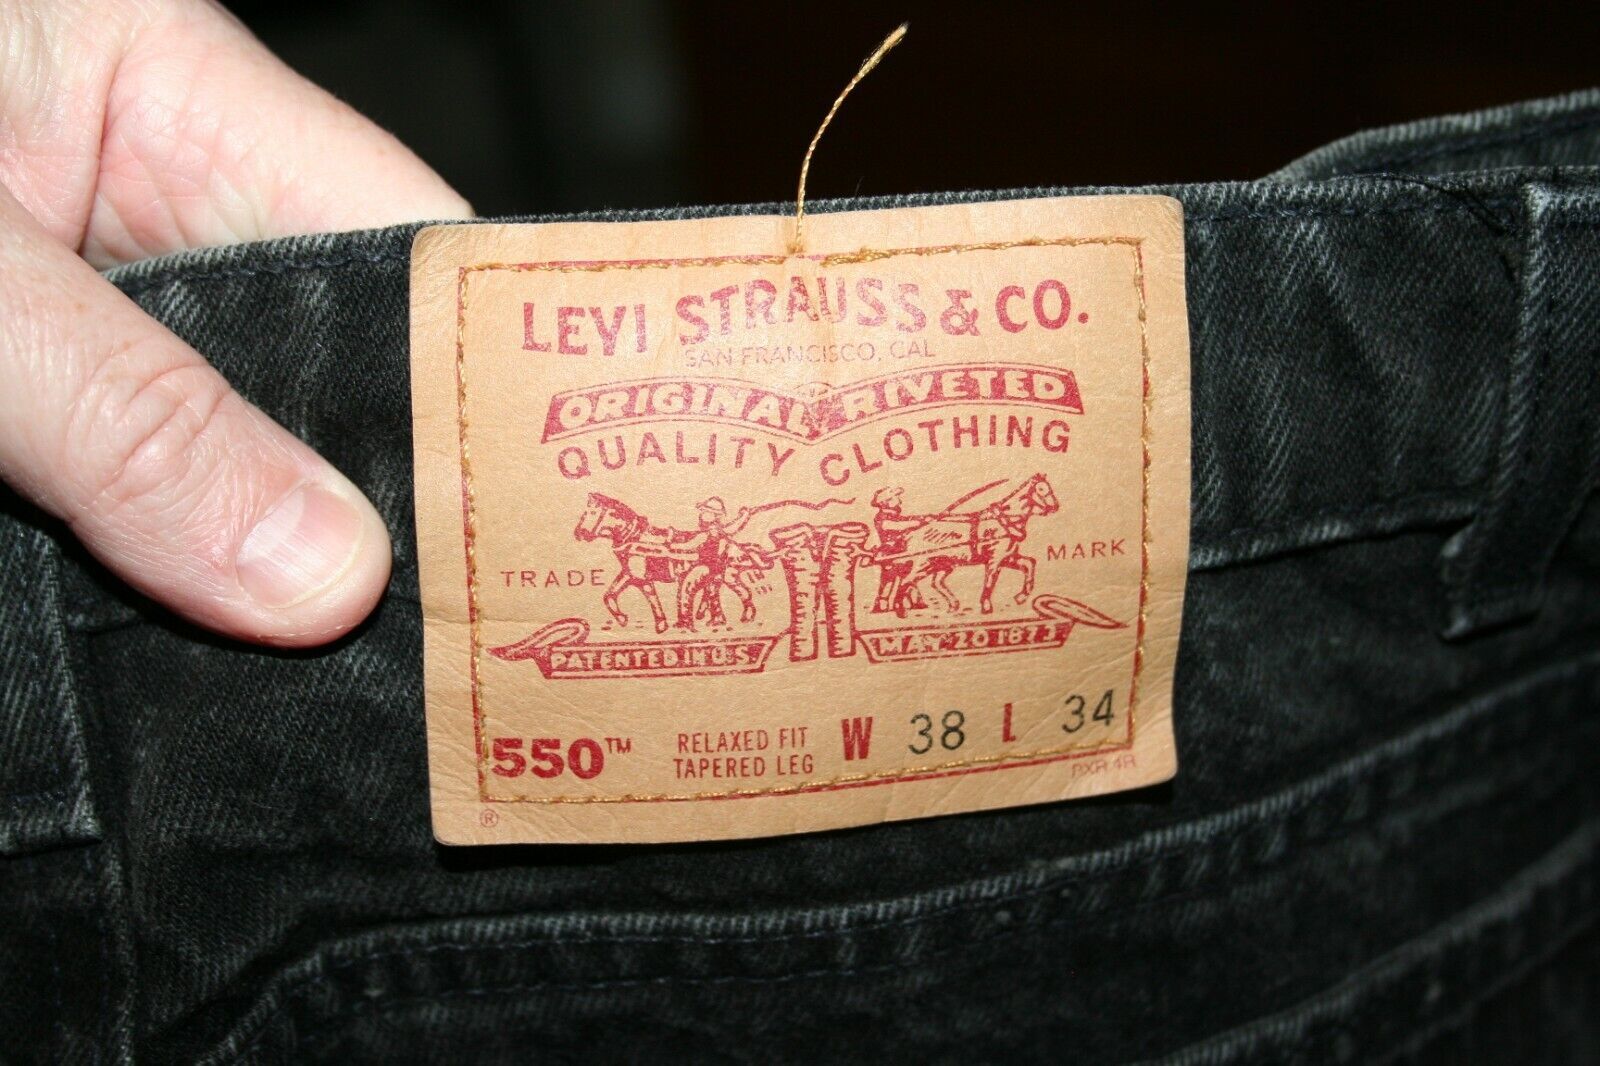 LEVI STRAUSS & CO.
SAN FRANCISCO, CAL
ORIGINAL RIVETED
QUALITY CLOTHING
TRADE MARK
PATENTED IN U.S. MAY 20 1873
550™ RELAXED FIT W 38 L 34
TAPERED LEG
®